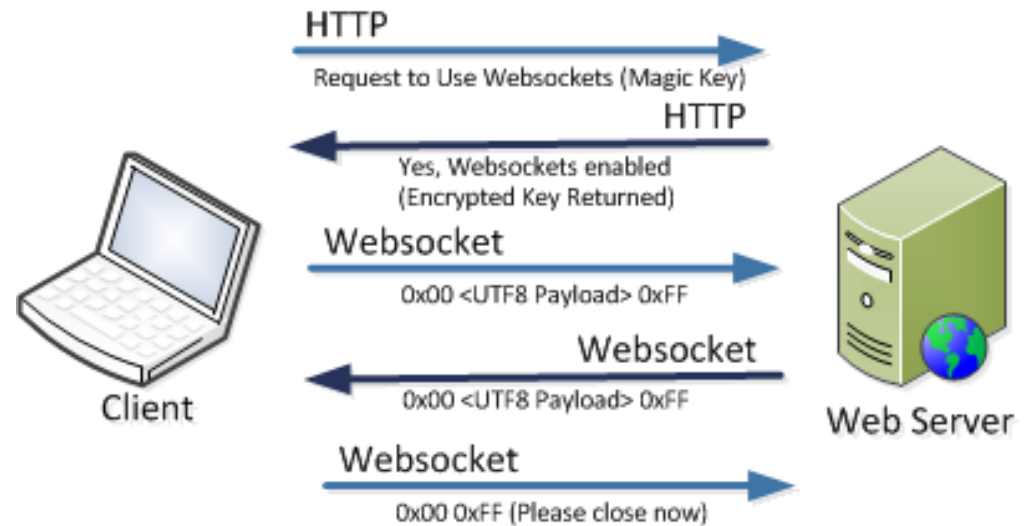 HTTP
Request to Use Websockets (Magic Key)
HTTP
Yes, Websockets enabled
(Encrypted Key Returned)
Websocket
0x00 <UTF8 Payload> 0xFF
Websocket
0x00 <UTF8 Payload> 0xFF
Client
Web Server
Websocket
0x00 0xFF (Please close now)